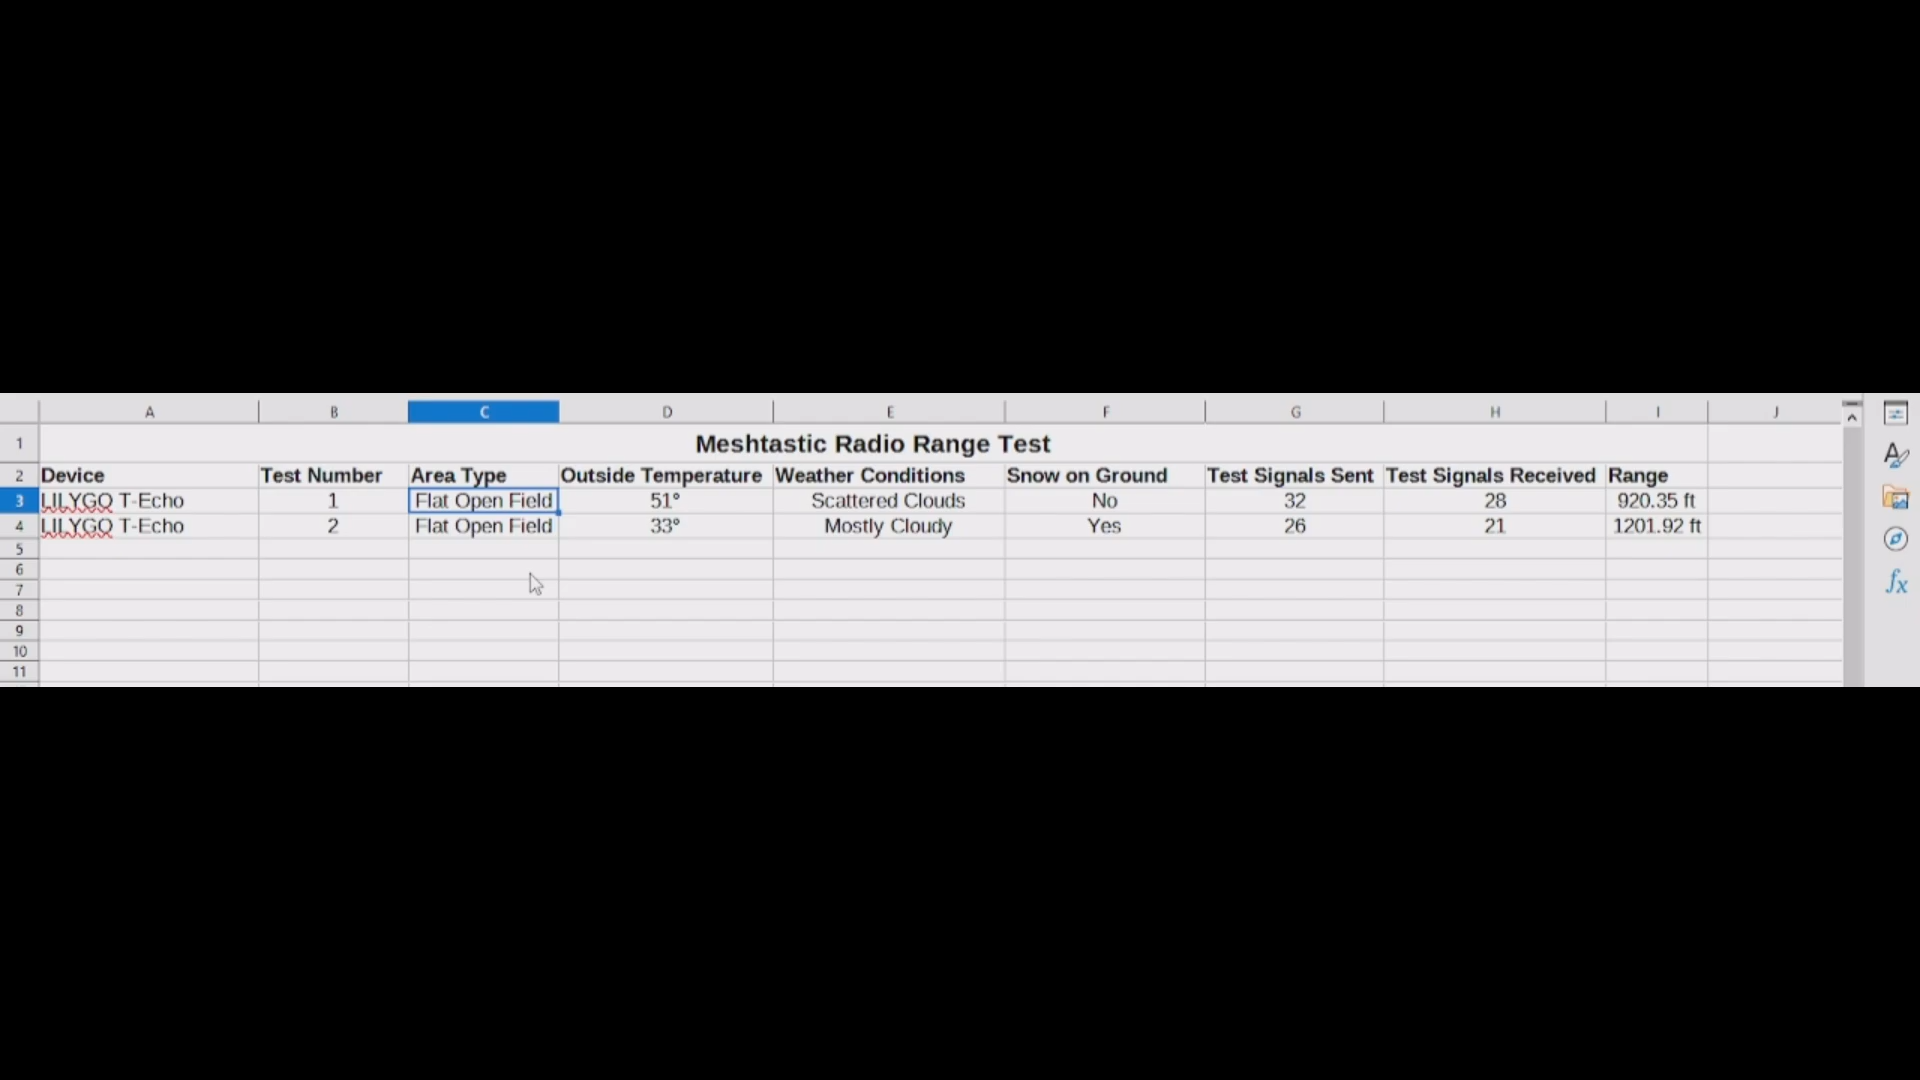 A B C D E F G H I J
1 Meshtastic Radio Range Test
2 Device Test Number Area Type Outside Temperature Weather Conditions Snow on Ground Test Signals Sent Test Signals Received Range
3 LILYGO T-Echo 1 Flat Open Field 51° Scattered Clouds No 32 28 920.35 ft
4 LILYGO T-Echo 2 Flat Open Field 33° Mostly Cloudy Yes 26 21 1201.92 ft
5
6
7
8
9
10
11
fx